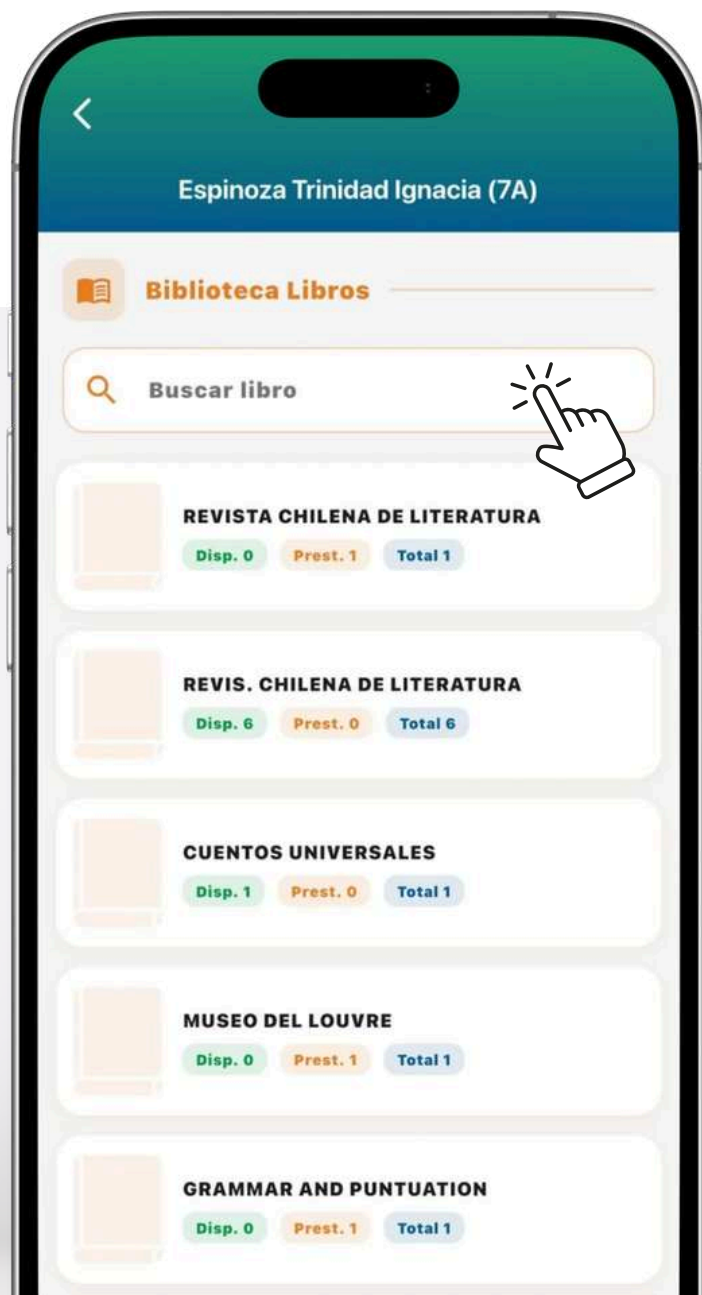 Espinoza Trinidad Ignacia (7A)
Biblioteca Libros
Buscar libro
REVISTA CHILENA DE LITERATURA
Disp. 0 Prest. 1 Total 1
REVIS. CHILENA DE LITERATURA
Disp. 6 Prest. 0 Total 6
CUENTOS UNIVERSALES
Disp. 1 Prest. 0 Total 1
MUSEO DEL LOUVRE
Disp. 0 Prest. 1 Total 1
GRAMMAR AND PUNTUATION
Disp. 0 Prest. 1 Total 1